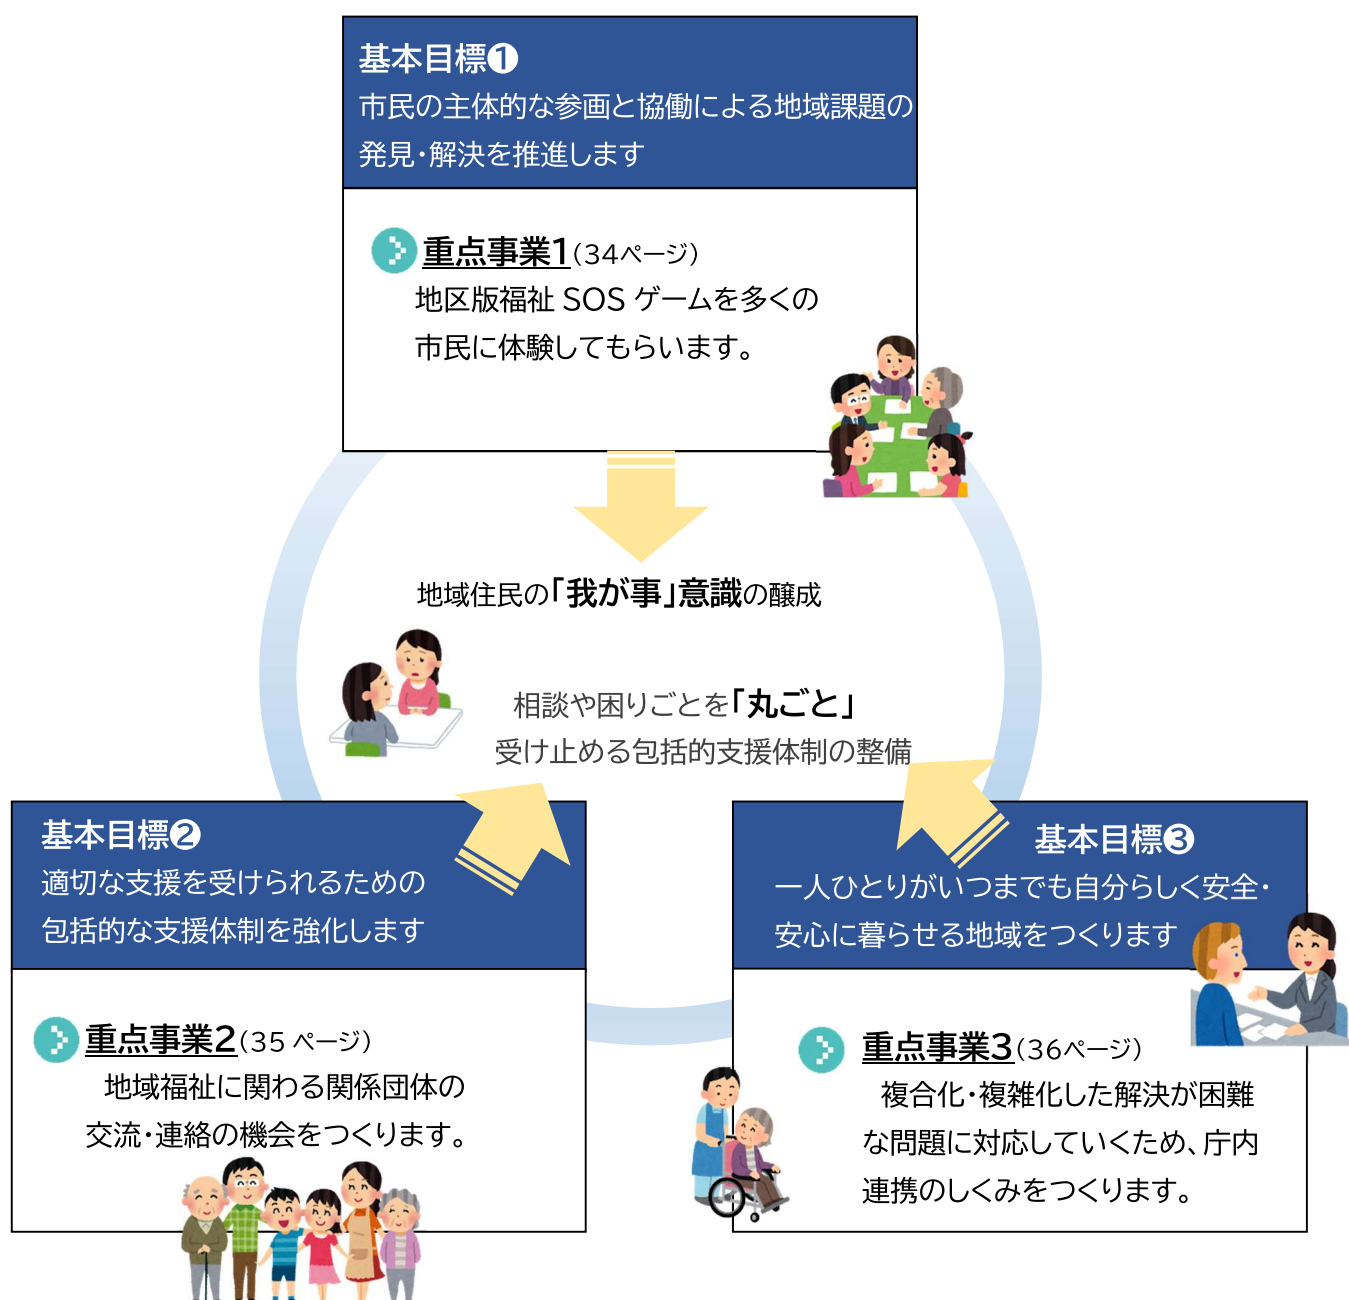 基本目標❶
市民の主体的な参画と協働による地域課題の
発見・解決を推進します
重点事業1（34ページ）
地区版福祉 SOS ゲームを多くの
市民に体験してもらいます。
地域住民の「我が事」意識の醸成
相談や困りごとを「丸ごと」
受け止める包括的支援体制の整備
基本目標❷
適切な支援を受けられるための
包括的な支援体制を強化します
重点事業2（35 ページ）
地域福祉に関わる関係団体の
交流・連絡の機会をつくります。
基本目標❸
一人ひとりがいつまでも自分らしく安全・
安心に暮らせる地域をつくります
重点事業3（36ページ）
複合化・複雑化した解決が困難
な問題に対応していくため、庁内
連携のしくみをつくります。